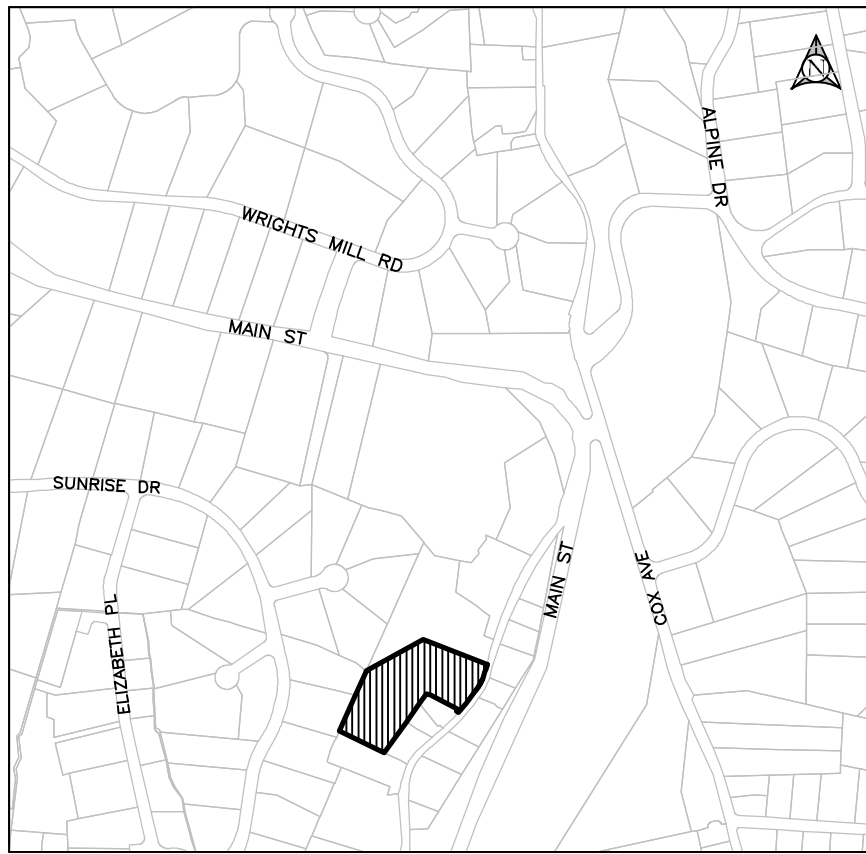 N
ALPINE DR
WRIGHTS MILL RD
MAIN ST
SUNRISE DR
MAIN ST
COX AVE
ELIZABETH PL